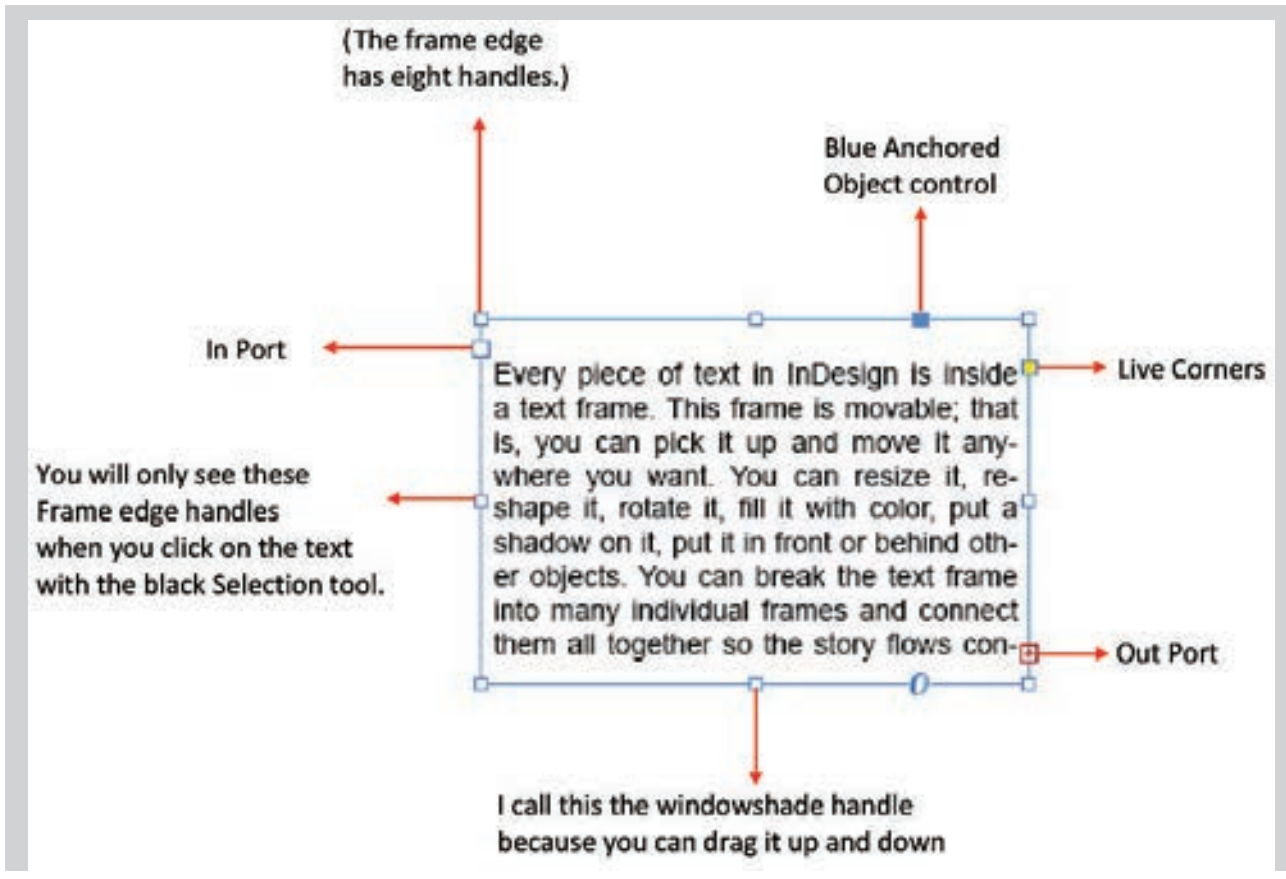 (The frame edge
has eight handles.)
Blue Anchored
Object control
In Port
Live Corners
Every piece of text in InDesign is inside
a text frame. This frame is movable; that
is, you can pick it up and move it any-
where you want. You can resize it, re-
shape it, rotate it, fill it with color, put a
shadow on it, put it in front or behind oth-
er objects. You can break the text frame
into many individual frames and connect
them all together so the story flows con-
You will only see these
Frame edge handles
when you click on the text
with the black Selection tool.
Out Port
I call this the windowshade handle
because you can drag it up and down